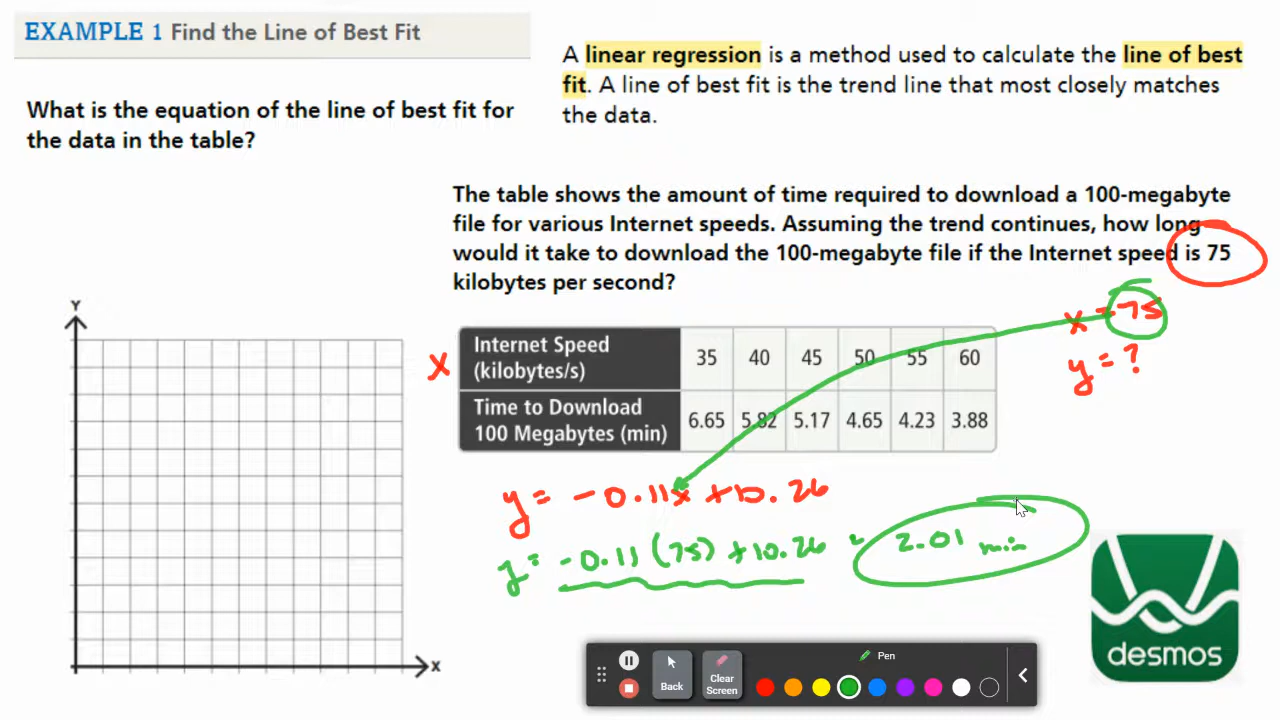 EXAMPLE 1 Find the Line of Best Fit
What is the equation of the line of best fit for
the data in the table?
A linear regression is a method used to calculate the line of best
fit. A line of best fit is the trend line that most closely matches
the data.
The table shows the amount of time required to download a 100-megabyte
file for various Internet speeds. Assuming the trend continues, how long
would it take to download the 100-megabyte file if the Internet speed is 75
kilobytes per second?
x = 75
y = ?
Y
X
X
Internet Speed
(kilobytes/s)
35 40 45 50 55 60
Time to Download
100 Megabytes (min)
6.65 5.82 5.17 4.65 4.23 3.88
y = -0.11x + 10.26
y = -0.11 (75) + 10.26 = 2.01 min
desmos
Pen
Back
Clear
Screen